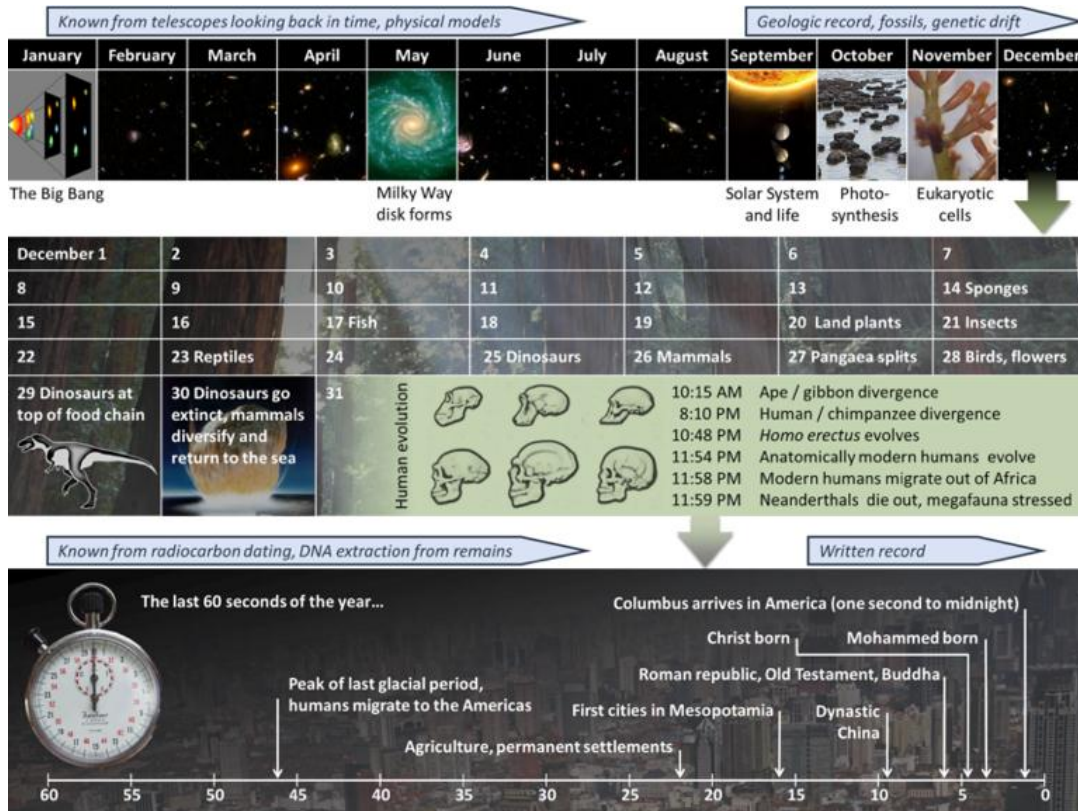 Known from telescopes looking back in time, physical models
Geologic record, fossils, genetic drift
January February March April May June July August September October November December
The Big Bang
Milky Way
disk forms
Solar System
and life
Photo-
synthesis
Eukaryotic
cells
December 1 2 3 4 5 6 7
8 9 10 11 12 13 14 Sponges
15 16 17 Fish 18 19 20 Land plants 21 Insects
22 23 Reptiles 24 25 Dinosaurs 26 Mammals 27 Pangaea splits 28 Birds, flowers
29 Dinosaurs at
top of food chain
30 Dinosaurs go
extinct, mammals
diversify and
return to the sea
31
Human evolution
10:15 AM Ape / gibbon divergence
8:10 PM Human / chimpanzee divergence
10:48 PM Homo erectus evolves
11:54 PM Anatomically modern humans evolve
11:58 PM Modern humans migrate out of Africa
11:59 PM Neanderthals die out, megafauna stressed
Known from radiocarbon dating, DNA extraction from remains
Written record
The last 60 seconds of the year...
Columbus arrives in America (one second to midnight)
Christ born
Mohammed born
Roman republic, Old Testament, Buddha
Peak of last glacial period,
humans migrate to the Americas
First cities in Mesopotamia
Dynastic
China
Agriculture, permanent settlements
60 55 50 45 40 35 30 25 20 15 10 5 0